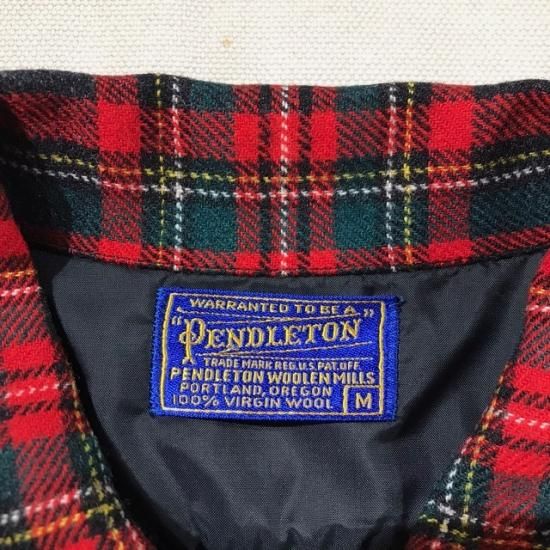 WARRANTED TO BE A
"PENDLETON"
TRADE MARK REG. U.S. PAT. OFF.
PENDLETON WOOLEN MILLS
PORTLAND, OREGON
100% VIRGIN WOOL M